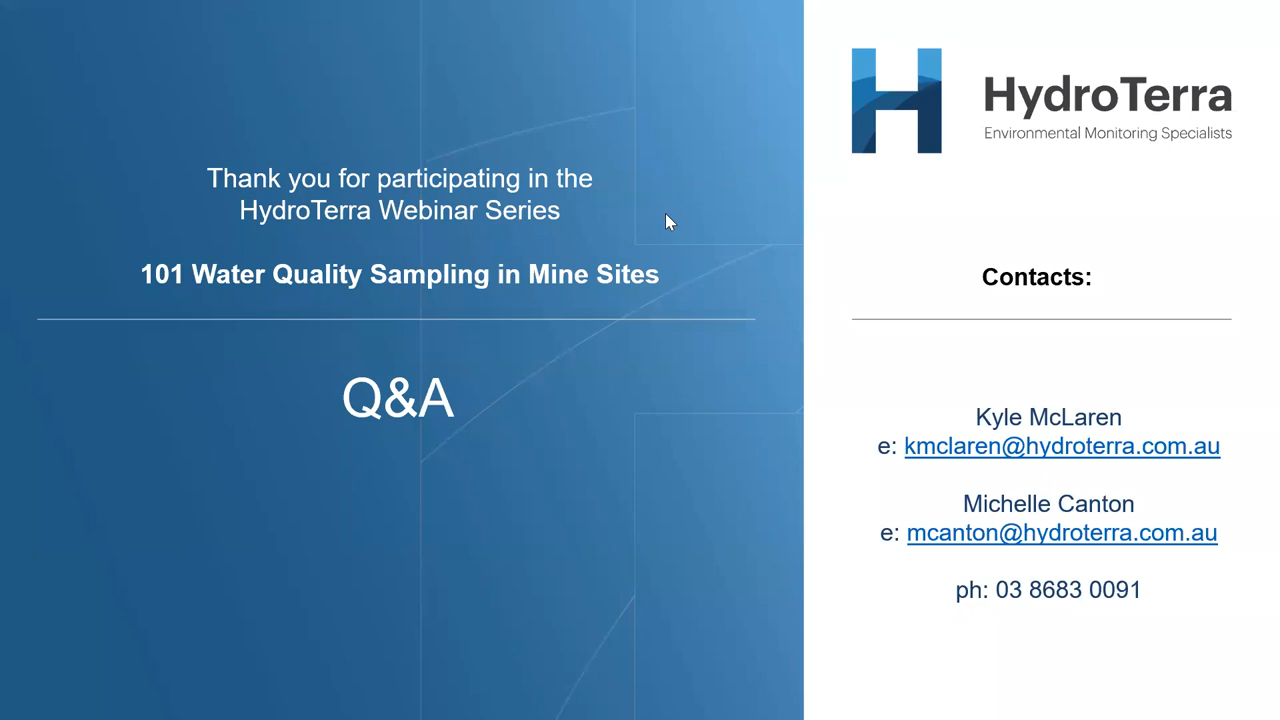 Thank you for participating in the
HydroTerra Webinar Series
101 Water Quality Sampling in Mine Sites
Q&A
HydroTerra
Environmental Monitoring Specialists
Contacts:
Kyle McLaren
e: kmclaren@hydroterra.com.au
Michelle Canton
e: mcanton@hydroterra.com.au
ph: 03 8683 0091